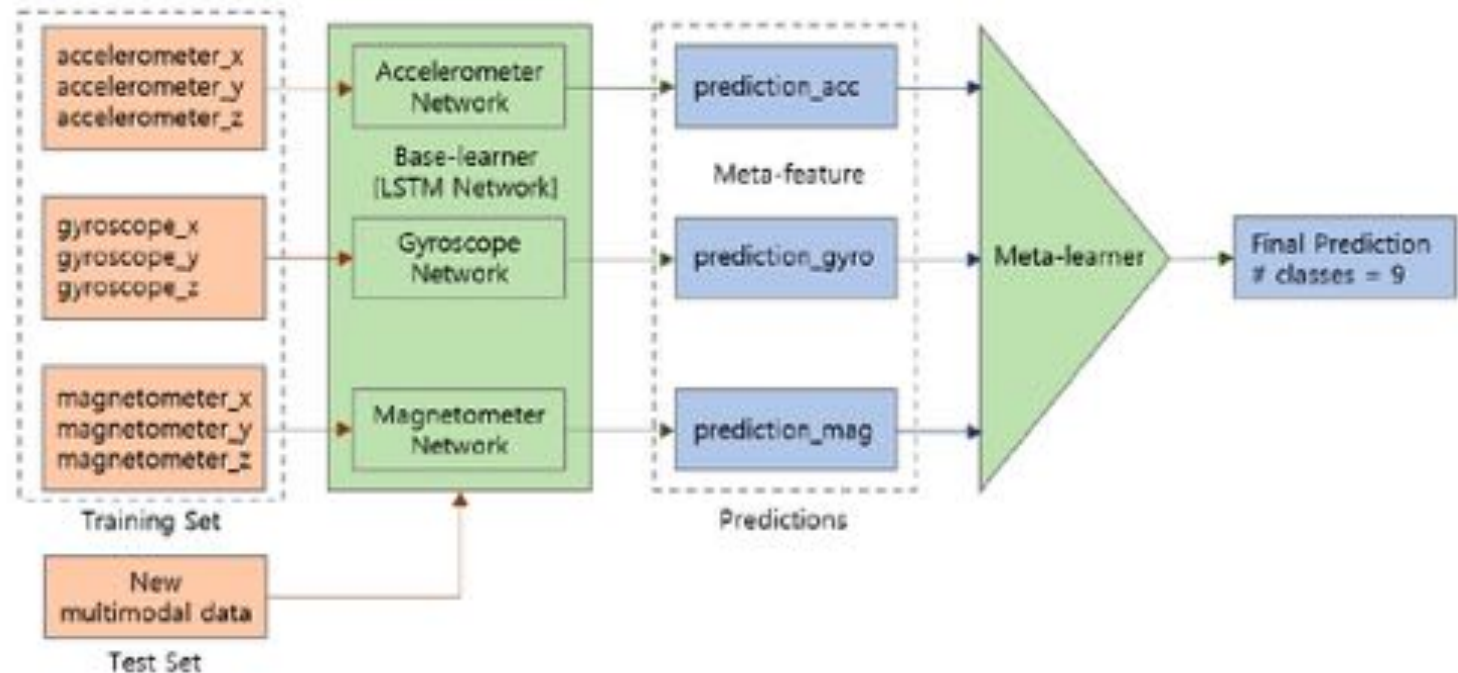 accelerometer_x
accelerometer_y
accelerometer_z
gyroscope_x
gyroscope_y
gyroscope_z
magnetometer_x
magnetometer_y
magnetometer_z
Training Set
New
multimodal data
Test Set
Accelerometer
Network
Base-learner
[LSTM Network]
Gyroscope
Network
Magnetometer
Network
prediction_acc
Meta-feature
prediction_gyro
prediction_mag
Predictions
Meta-learner
Final Prediction
# classes = 9